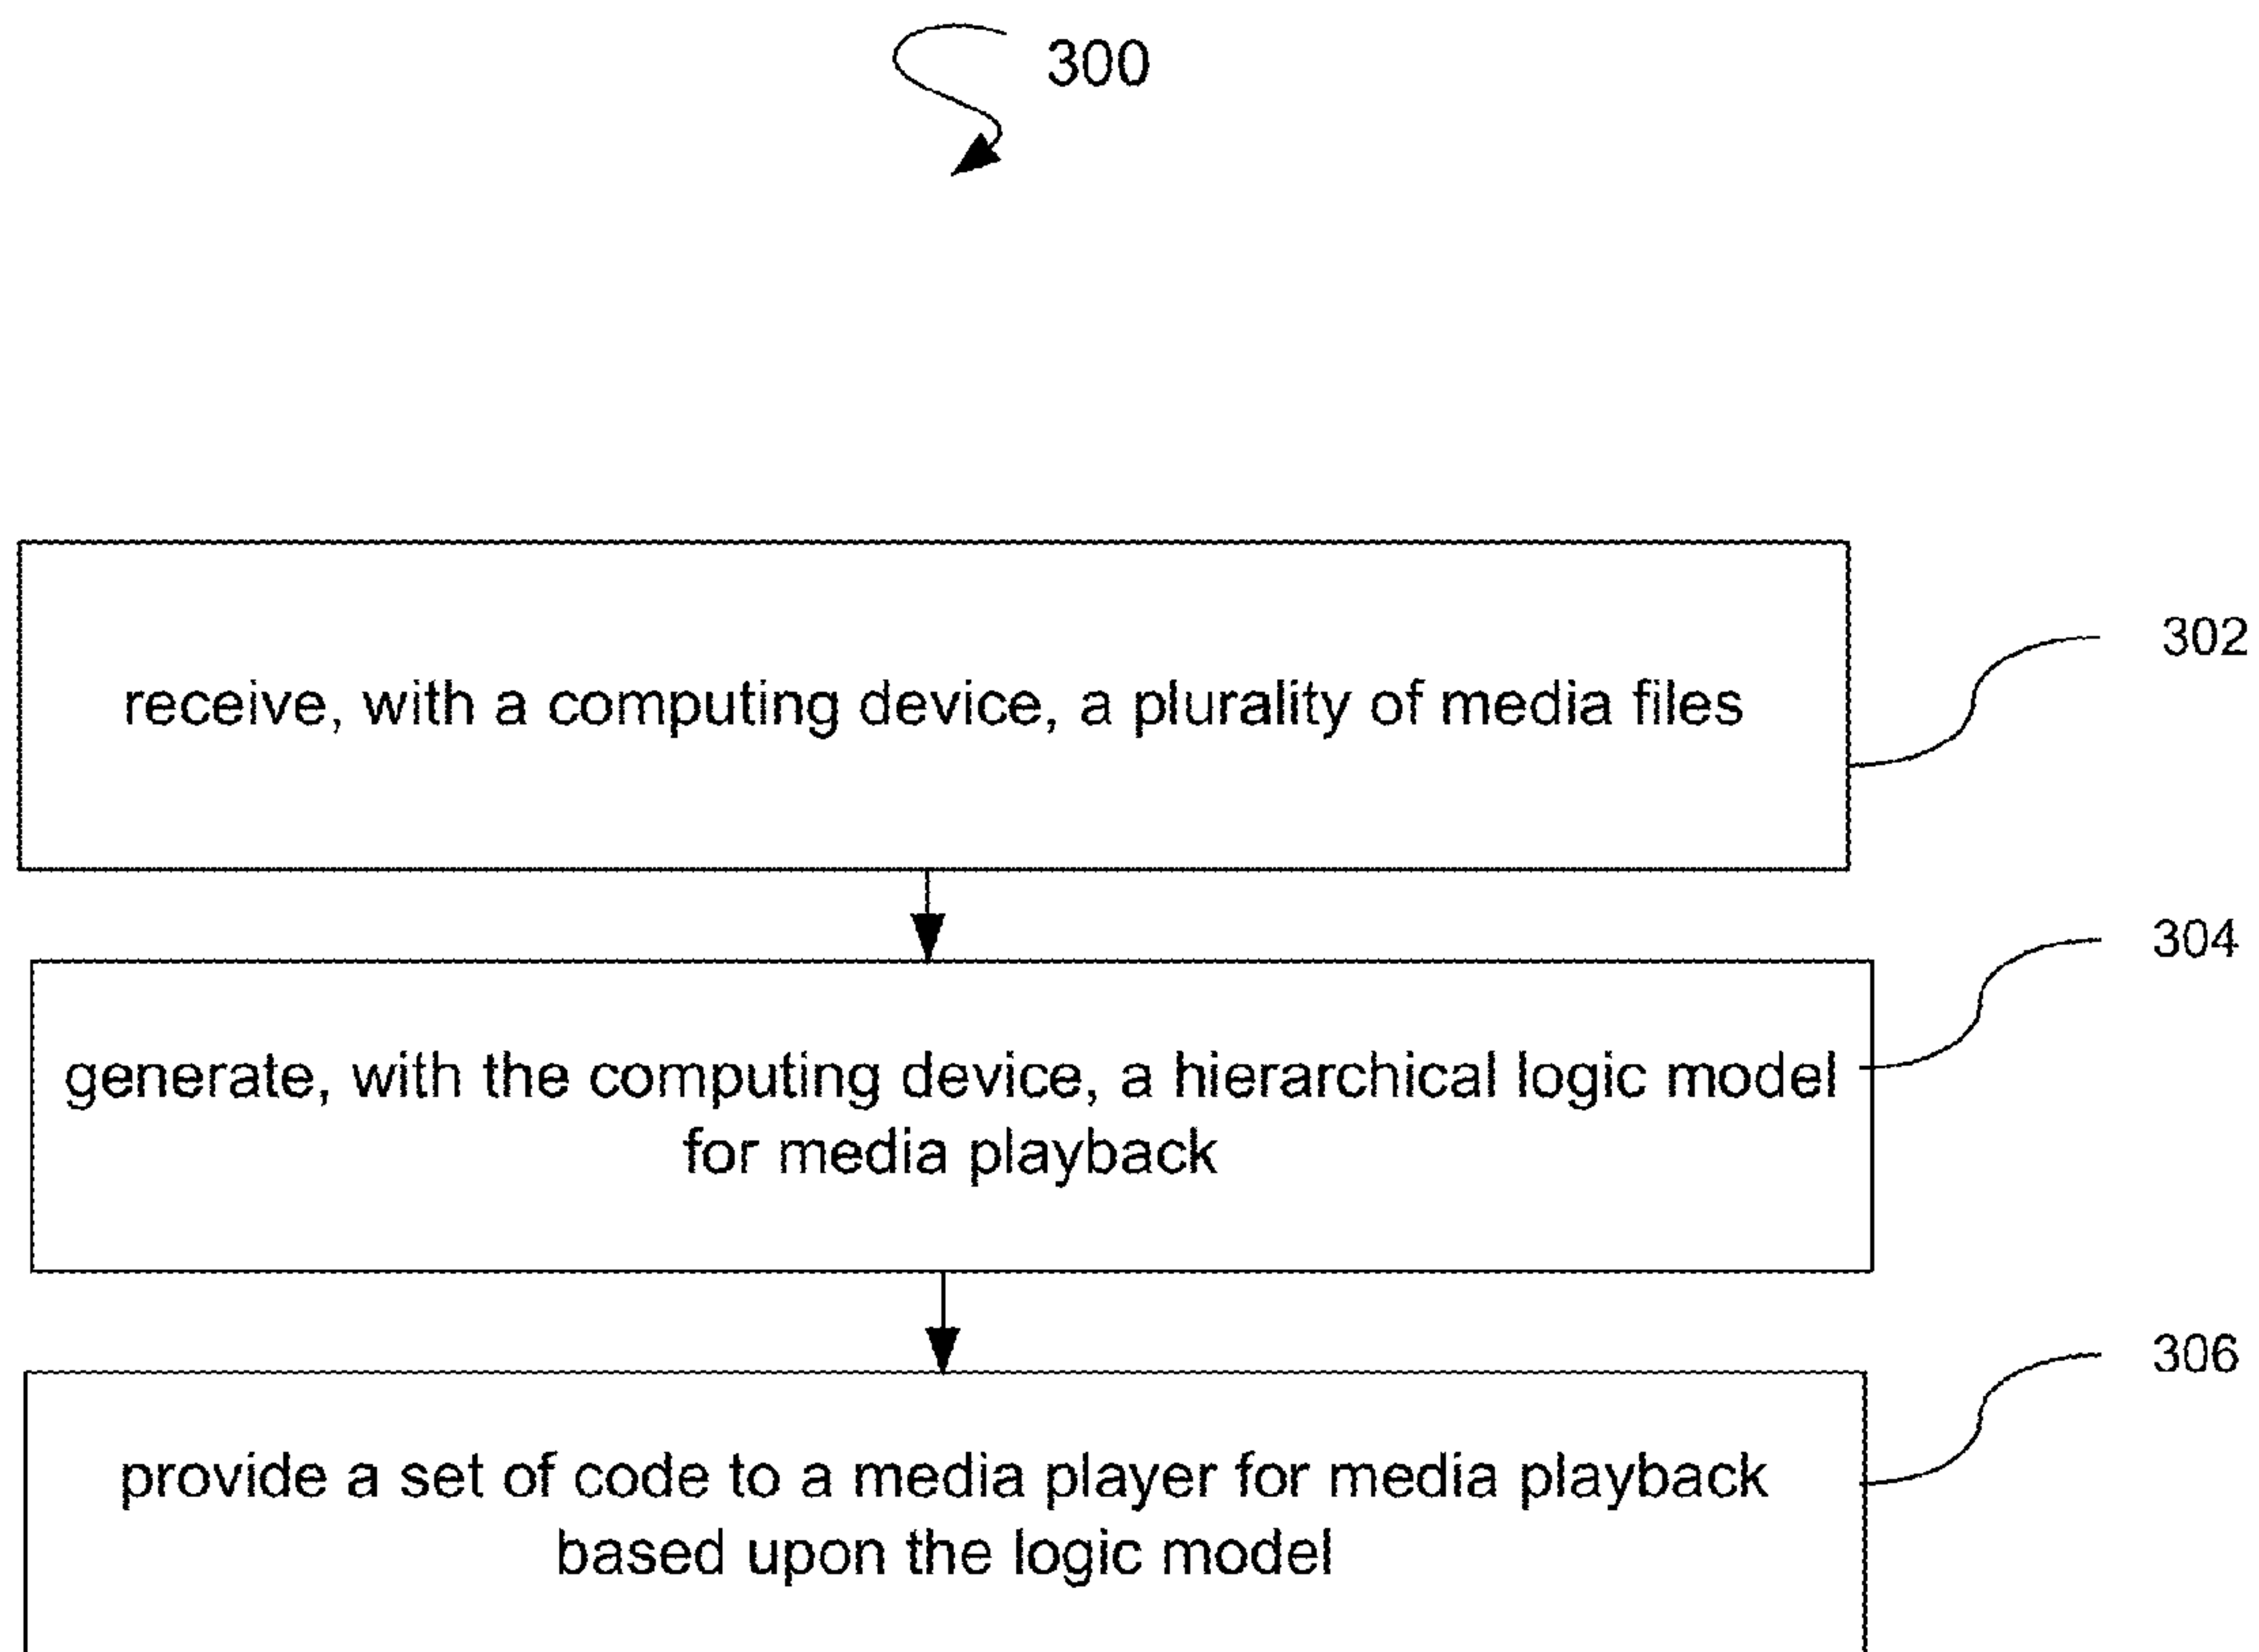 300
receive, with a computing device, a plurality of media files
302
generate, with the computing device, a hierarchical logic model
for media playback
304
provide a set of code to a media player for media playback
based upon the logic model
306